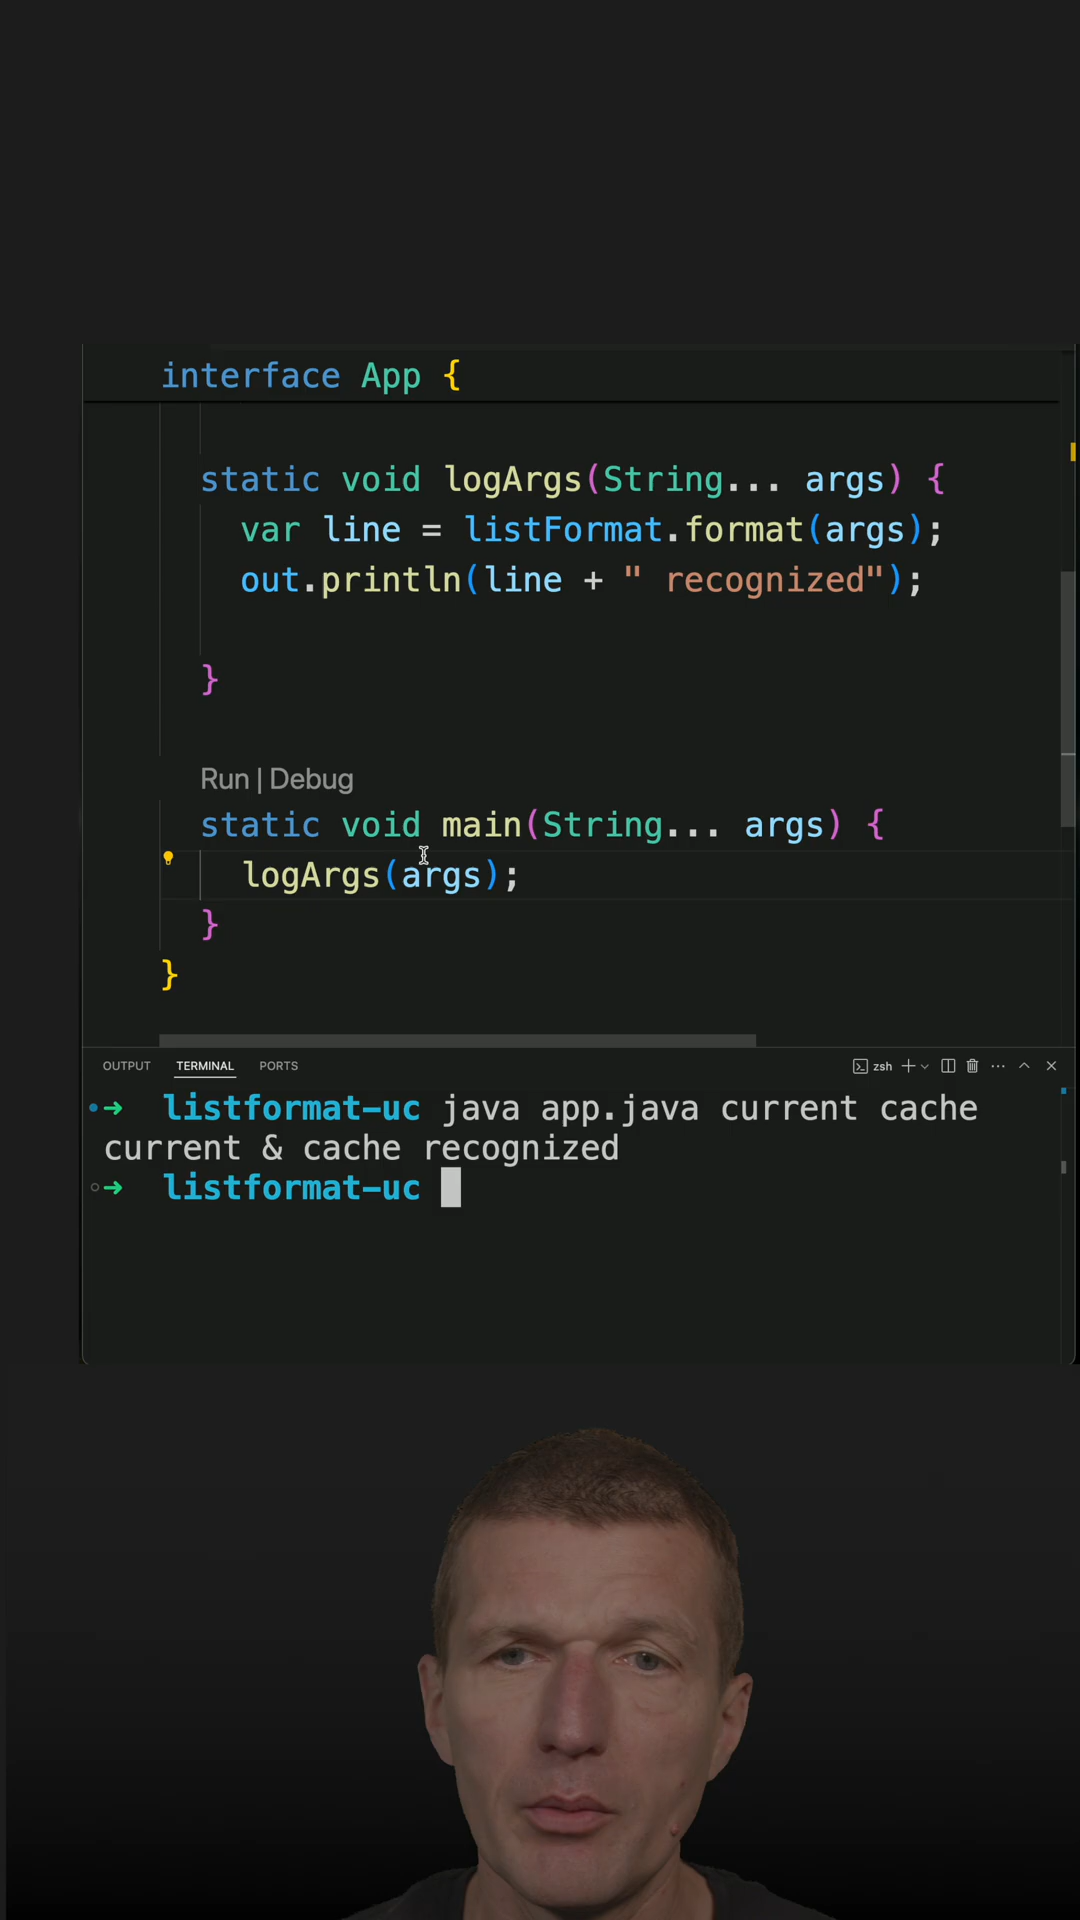 interface App {
static void logArgs(String... args) {
var line = listFormat.format(args);
out.println(line + " recognized");
}
Run | Debug
static void main(String... args) {
logArgs(args);
}
}
OUTPUT TERMINAL PORTS zsh
➜ listformat-uc java app.java current cache
current & cache recognized
➜ listformat-uc